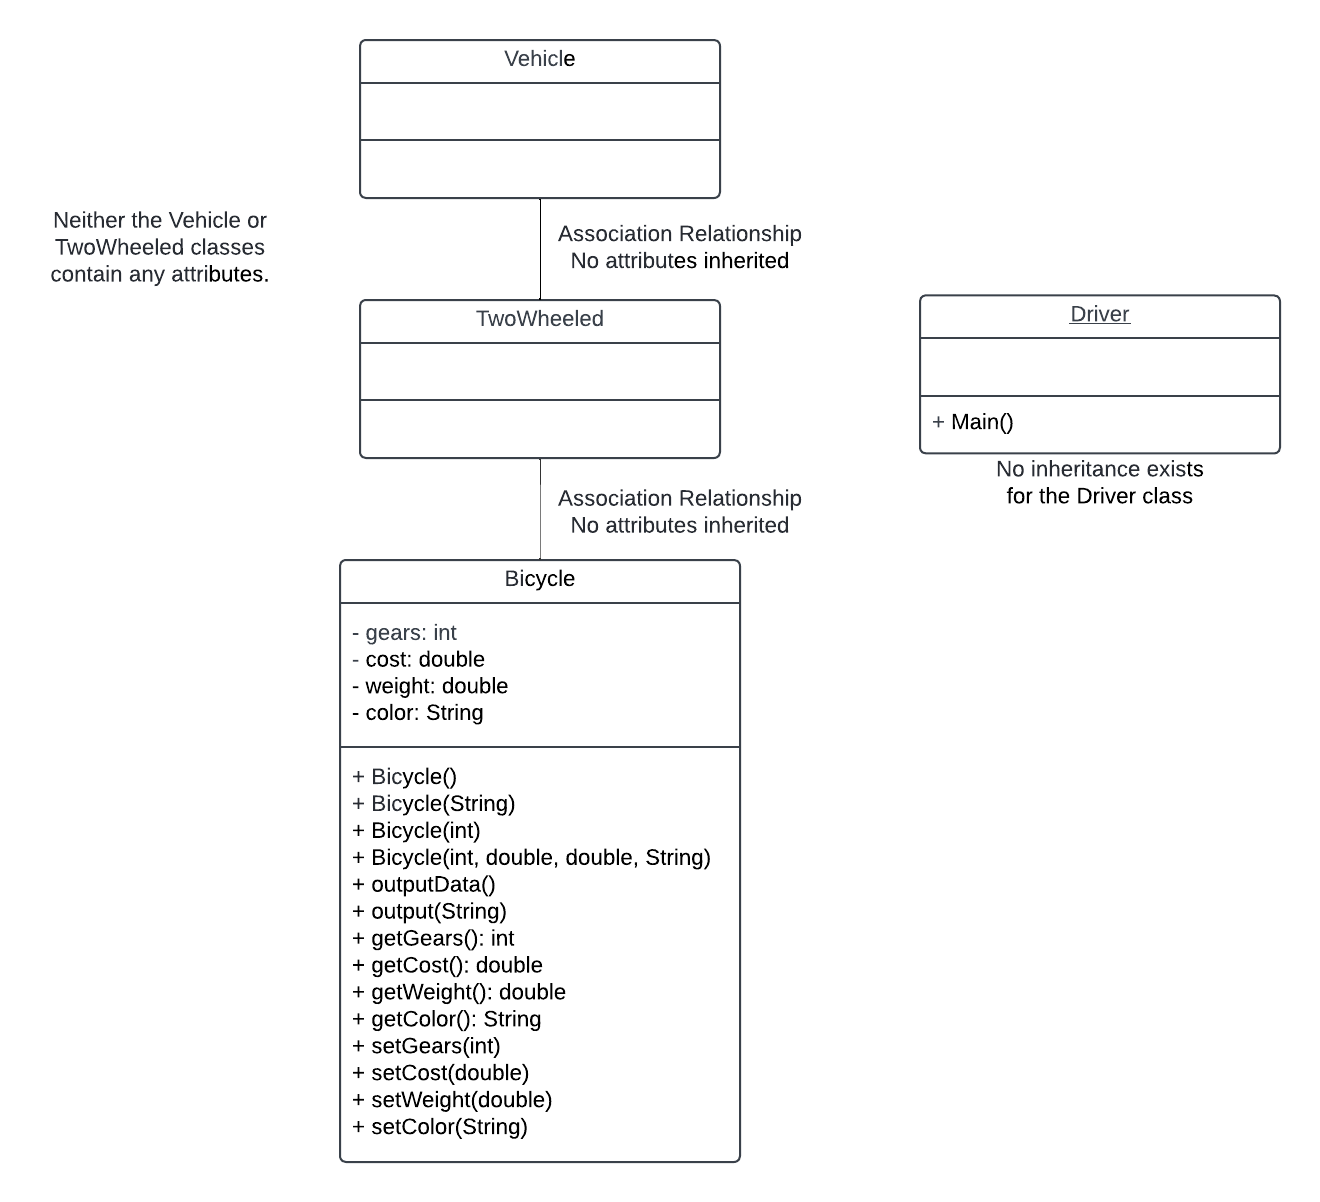 Vehicle
Neither the Vehicle or
TwoWheeled classes
contain any attributes.
Association Relationship
No attributes inherited
TwoWheeled
Driver
+ Main()
No inheritance exists
for the Driver class
Association Relationship
No attributes inherited
Bicycle
- gears: int
- cost: double
- weight: double
- color: String
+ Bicycle()
+ Bicycle(String)
+ Bicycle(int)
+ Bicycle(int, double, double, String)
+ outputData()
+ output(String)
+ getGears(): int
+ getCost(): double
+ getWeight(): double
+ getColor(): String
+ setGears(int)
+ setCost(double)
+ setWeight(double)
+ setColor(String)